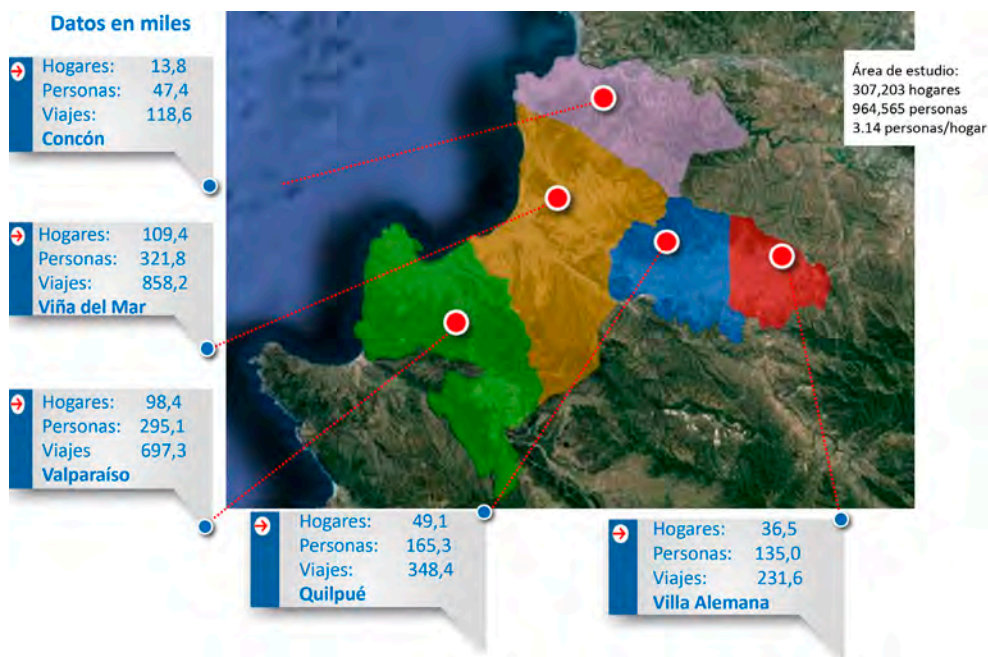 Datos en miles
Hogares: 13,8
Personas: 47,4
Viajes: 118,6
Concón
Área de estudio:
307,203 hogares
964,565 personas
3.14 personas/hogar
Hogares: 109,4
Personas: 321,8
Viajes: 858,2
Viña del Mar
Hogares: 98,4
Personas: 295,1
Viajes 697,3
Valparaíso
Hogares: 49,1
Personas: 165,3
Viajes: 348,4
Quilpué
Hogares: 36,5
Personas: 135,0
Viajes: 231,6
Villa Alemana